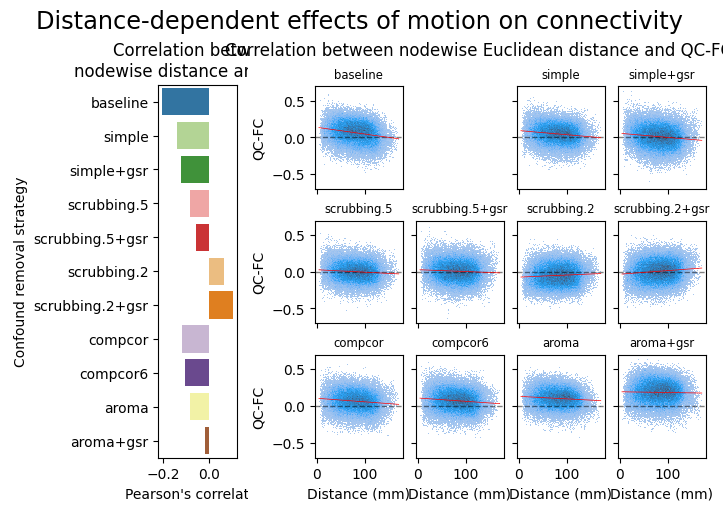 Distance-dependent effects of motion on connectivity
Correlation betw
nodewise distance ar
baseline
simple
simple+gsr
scrubbing.5
scrubbing.5+gsr
scrubbing.2
scrubbing.2+gsr
compcor
compcor6
aroma
aroma+gsr
Confound removal strategy
−0.2
0.0
Pearson's correlat
Correlation between nodewise Euclidean distance and QC-FC
baseline
simple
simple+gsr
QC-FC
0.5
0.0
−0.5
scrubbing.5
scrubbing.5+gsr
scrubbing.2
scrubbing.2+gsr
QC-FC
0.5
0.0
−0.5
compcor
compcor6
aroma
aroma+gsr
QC-FC
0.5
0.0
−0.5
0 100 0 100 0 100 0 100
Distance (mm) Distance (mm) Distance (mm) Distance (mm)